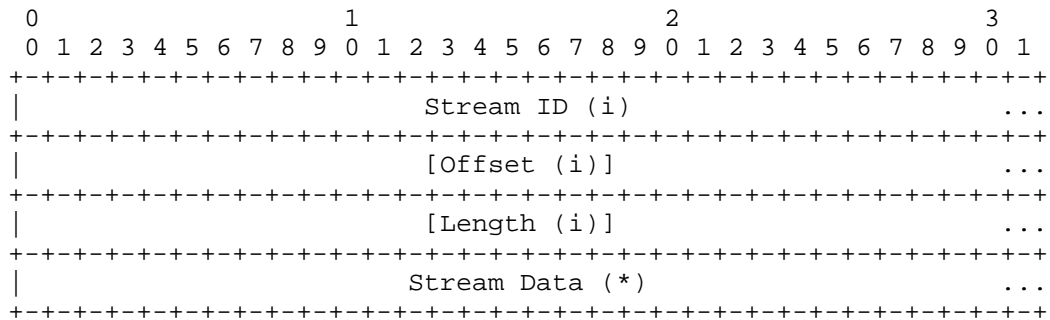 0                   1                   2                   3
 0 1 2 3 4 5 6 7 8 9 0 1 2 3 4 5 6 7 8 9 0 1 2 3 4 5 6 7 8 9 0 1
+-+-+-+-+-+-+-+-+-+-+-+-+-+-+-+-+-+-+-+-+-+-+-+-+-+-+-+-+-+-+-+-+
|                         Stream ID (i)                       ...
+-+-+-+-+-+-+-+-+-+-+-+-+-+-+-+-+-+-+-+-+-+-+-+-+-+-+-+-+-+-+-+-+
|                         [Offset (i)]                        ...
+-+-+-+-+-+-+-+-+-+-+-+-+-+-+-+-+-+-+-+-+-+-+-+-+-+-+-+-+-+-+-+-+
|                         [Length (i)]                        ...
+-+-+-+-+-+-+-+-+-+-+-+-+-+-+-+-+-+-+-+-+-+-+-+-+-+-+-+-+-+-+-+-+
|                        Stream Data (*)                      ...
+-+-+-+-+-+-+-+-+-+-+-+-+-+-+-+-+-+-+-+-+-+-+-+-+-+-+-+-+-+-+-+-+